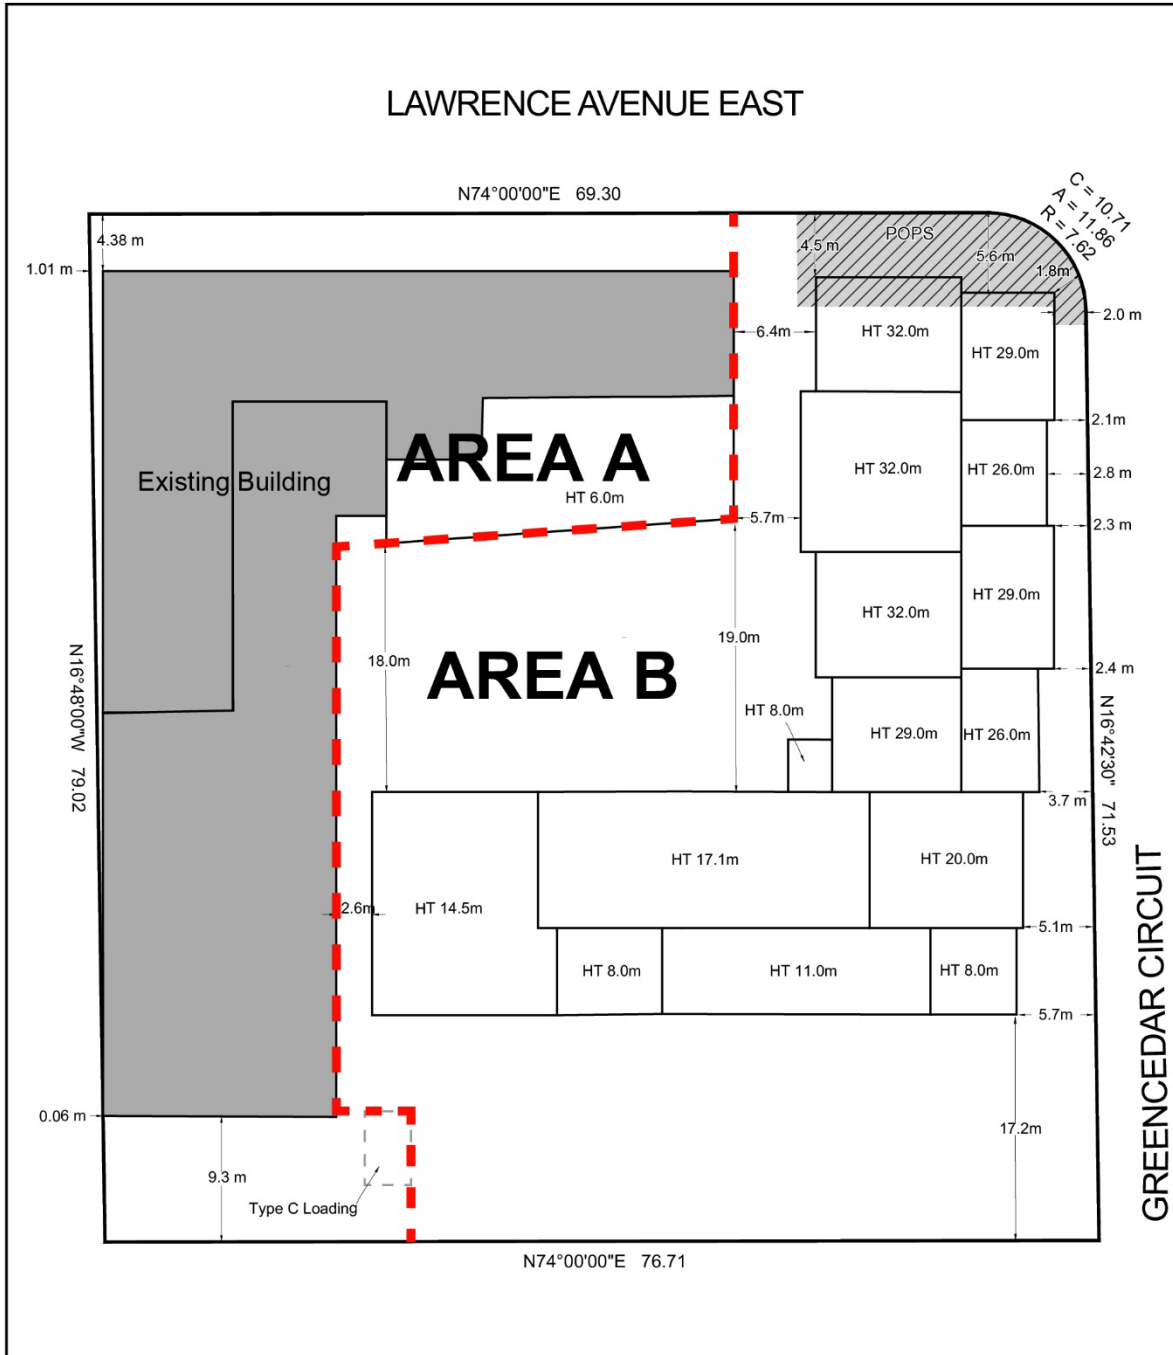 LAWRENCE AVENUE EAST
N74°00'00"E 69.30
C = 10.71
A = 11.86
R = 7.62
4.38 m
4.5 m
POPS
5.6 m
1.8m
1.01 m
2.0 m
6.4m
HT 32.0m
HT 29.0m
2.1m
AREA A
Existing Building
HT 6.0m
HT 32.0m
HT 26.0m
2.8 m
5.7m
2.3 m
HT 29.0m
HT 32.0m
18.0m
19.0m
AREA B
2.4 m
N16°48'00"W 79.02
N16°42'30" 71.53
HT 8.0m
HT 29.0m
HT 26.0m
3.7 m
HT 17.1m
HT 20.0m
2.6m
HT 14.5m
5.1m
HT 8.0m
HT 11.0m
HT 8.0m
5.7m
GREENCEDAR CIRCUIT
0.06 m
17.2m
9.3 m
Type C Loading
N74°00'00"E 76.71